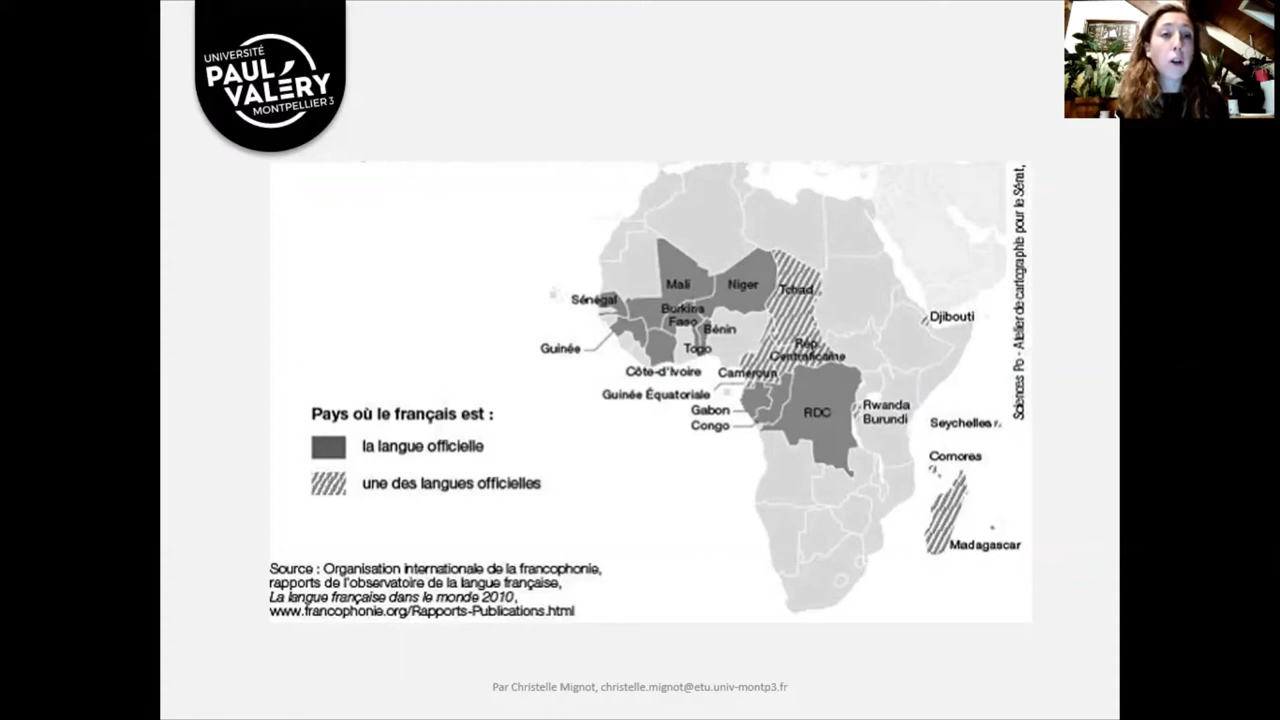 UNIVERSITÉ
PAUL
VALÉRY
MONTPELLIER 3
Sciences Po - Atelier de cartographie pour le Sénat,
Mali
Niger
Tchad
Sénégal
Burkina
Faso
Djibouti
Bénin
Guinée
Togo
Rép.
Centraficaine
Côte-d'Ivoire
Cameroun
Guinée Équatoriale
Gabon
Congo
RDC
Rwanda
Burundi
Seychelles
Comores
Madagascar
Pays où le français est :
la langue officielle
une des langues officielles
Source : Organisation internationale de la francophonie,
rapports de l'observatoire de la langue française,
La langue française dans le monde 2010,
www.francophonie.org/Rapports-Publications.html
Par Christelle Mignot, christelle.mignot@etu.univ-montp3.fr